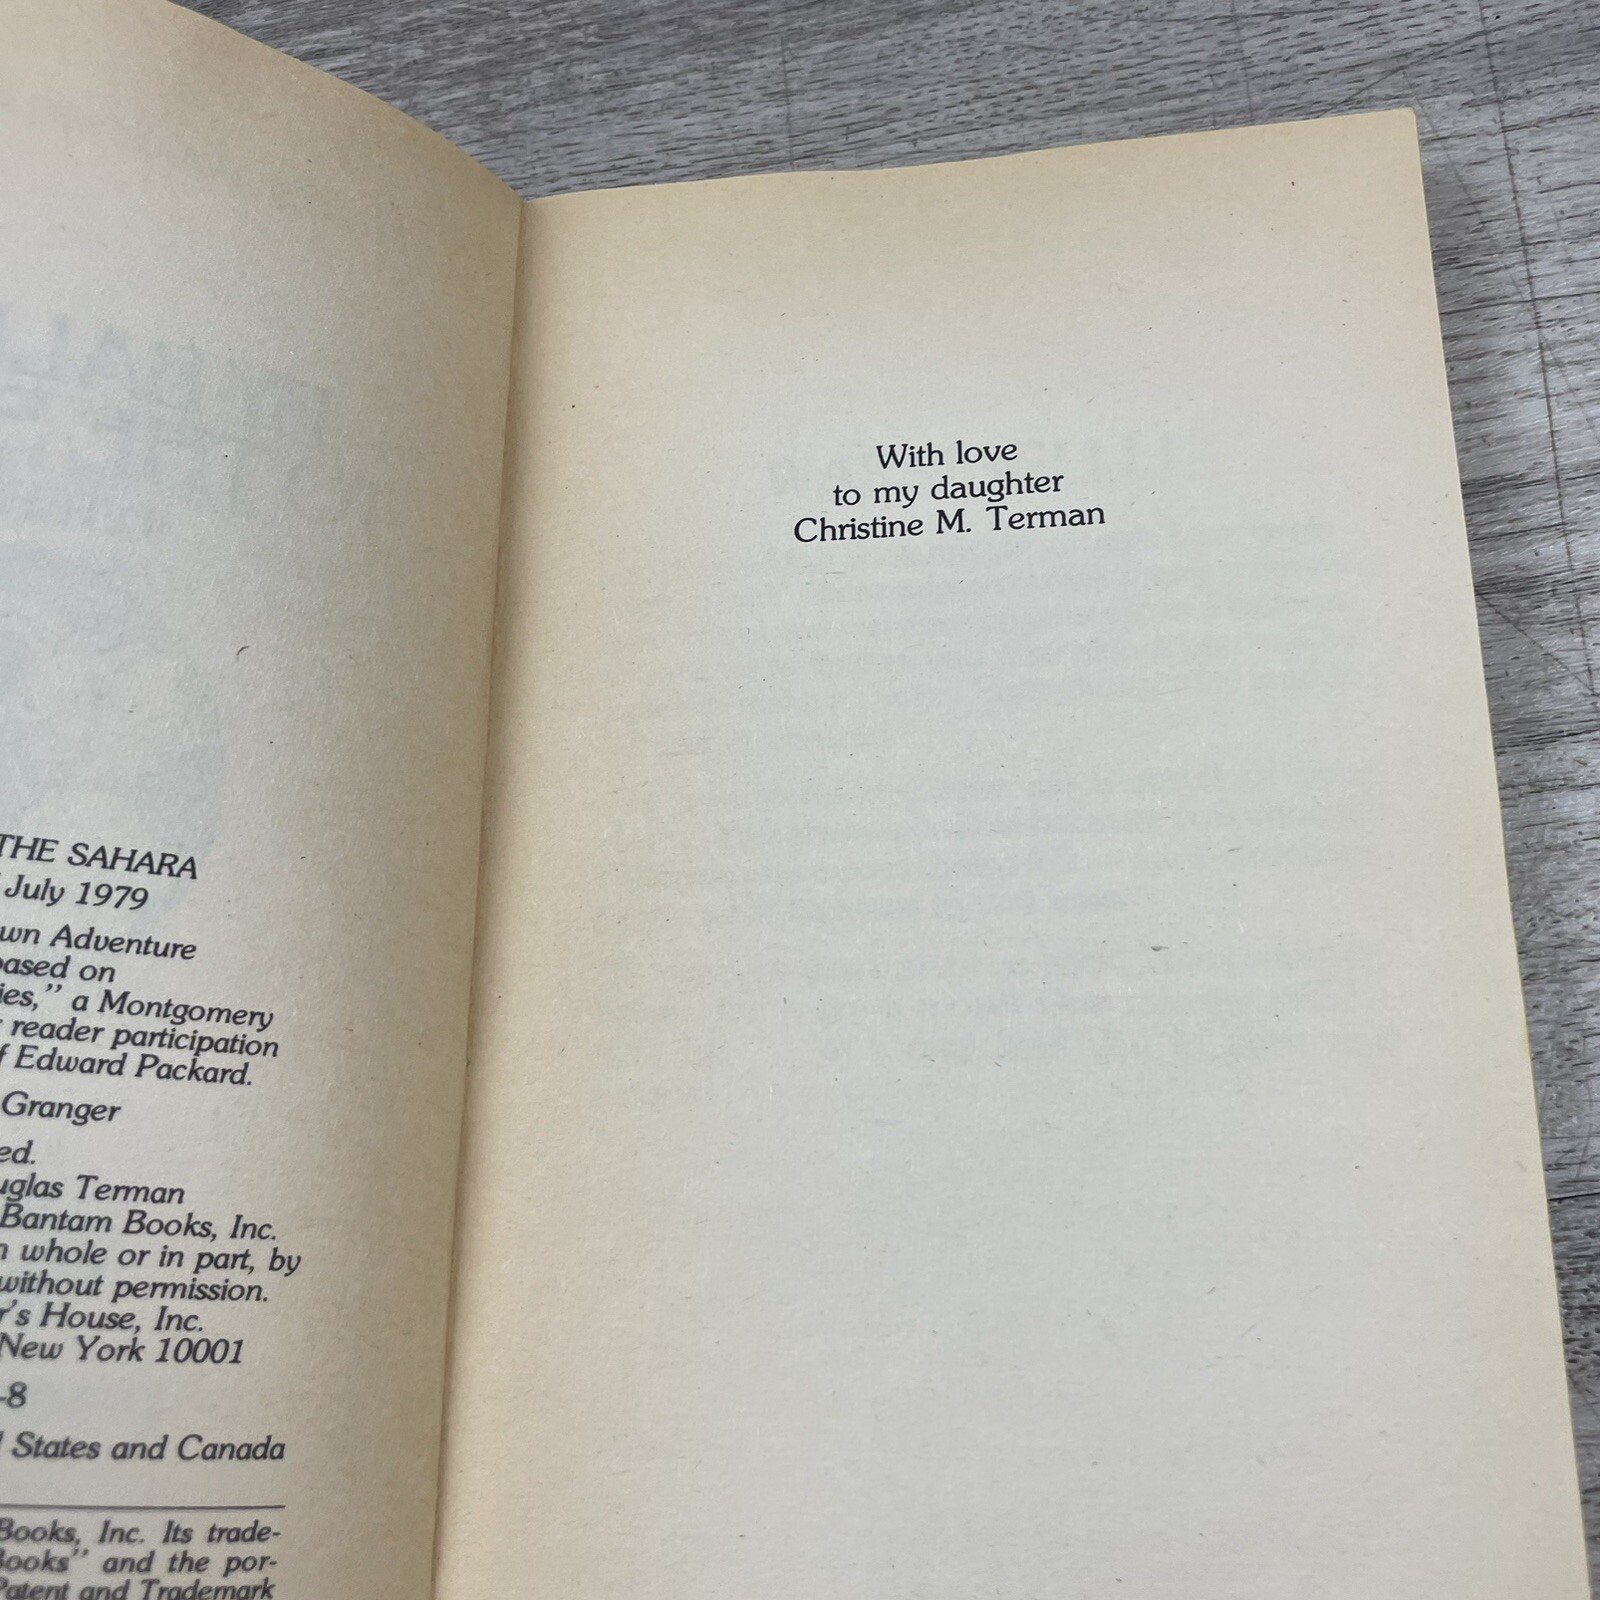 THE SAHARA
July 1979
wn Adventure
based on
ies," a Montgomery
reader participation
f Edward Packard.
Granger
ed.
uglas Terman
Bantam Books, Inc.
n whole or in part, by
without permission.
r's House, Inc.
New York 10001
-8
States and Canada
Books, Inc. Its trade-
Books" and the por-
Patent and Trademark
With love
to my daughter
Christine M. Terman